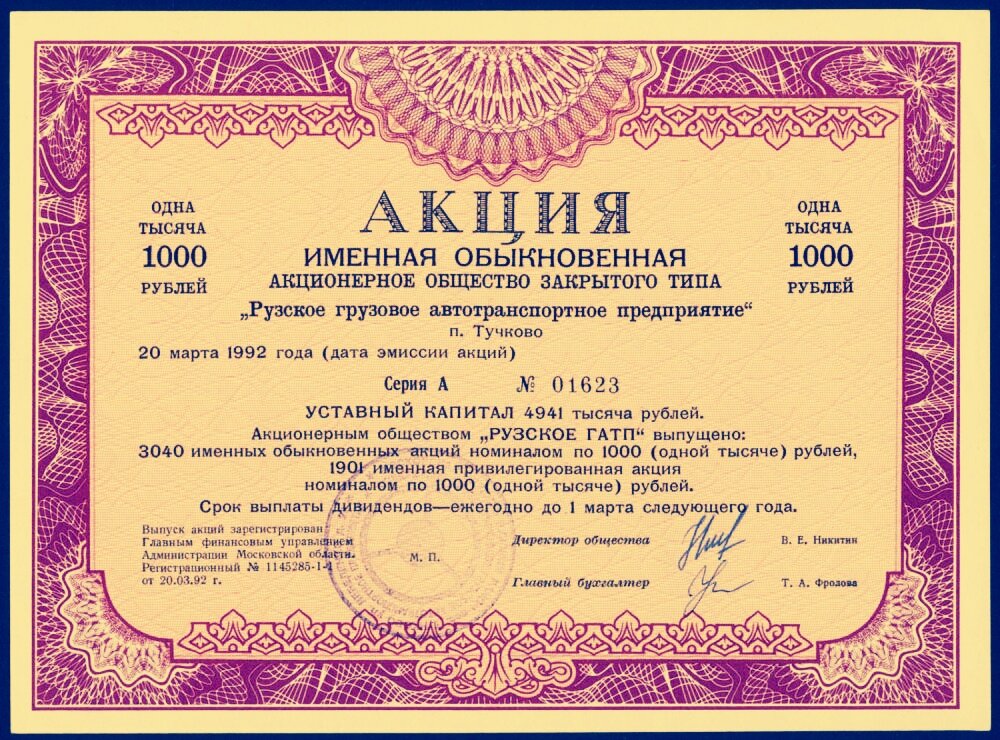 АКЦИЯ
ОДНА
ТЫСЯЧА
1000
РУБЛЕЙ
ОДНА
ТЫСЯЧА
1000
РУБЛЕЙ
ИМЕННАЯ ОБЫКНОВЕННАЯ
АКЦИОНЕРНОЕ ОБЩЕСТВО ЗАКРЫТОГО ТИПА
„Рузское грузовое автотранспортное предприятие“
п. Тучково
20 марта 1992 года (дата эмиссии акций)
Серия А № 01623
УСТАВНЫЙ КАПИТАЛ 4941 тысяча рублей.
Акционерным обществом „РУЗСКОЕ ГАТП“ выпущено:
3040 именных обыкновенных акций номиналом по 1000 (одной тысяче) рублей,
1901 именная привилегированная акция
номиналом по 1000 (одной тысяче) рублей.
Срок выплаты дивидендов—ежегодно до 1 марта следующего года.
Выпуск акций зарегистрирован
Главным финансовым управлением
Администрации Московской области.
Регистрационный № 1145285-1-1
от 20.03.92 г.
М. П.
Директор общества В. Е. Никитин
Главный бухгалтер Т. А. Фролова